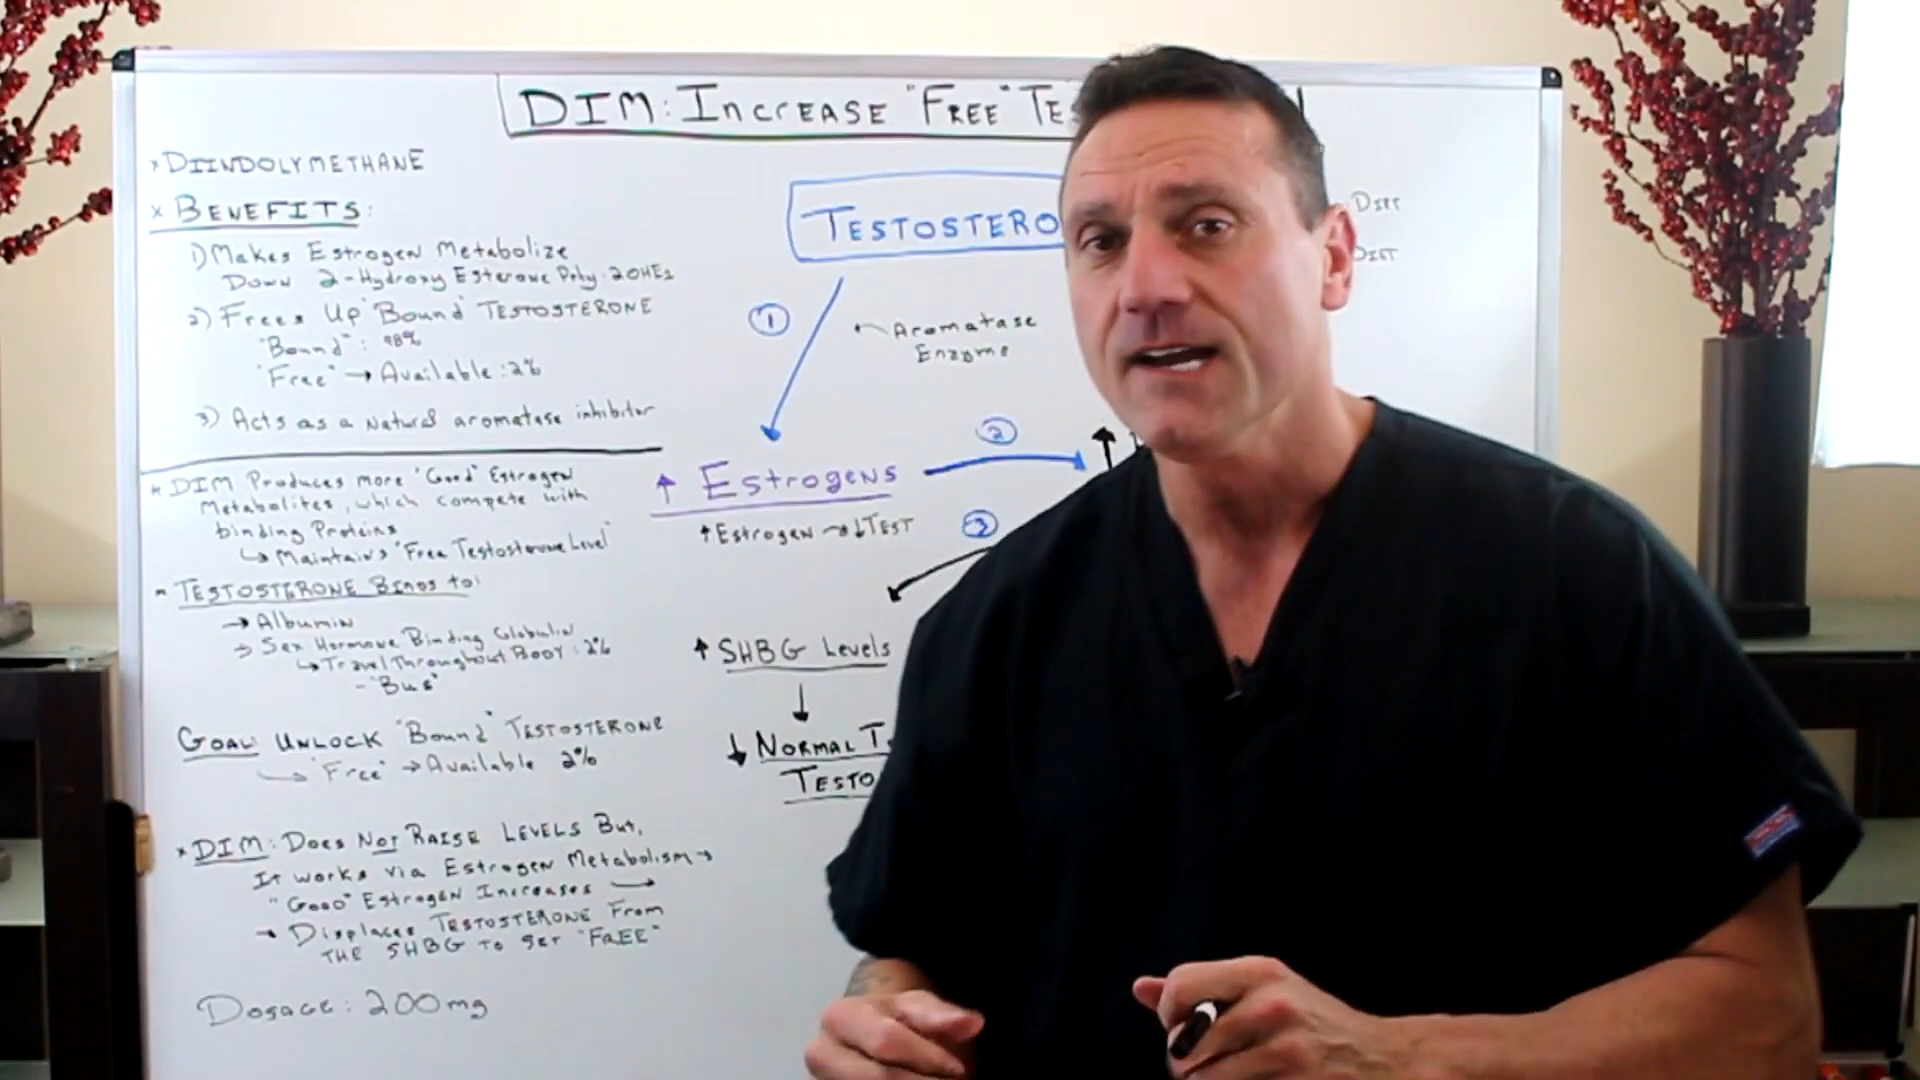 DIM: INCREASE "FREE" TES
* DIINDOLYMETHANE
x BENEFITS:
1) Makes Estrogen Metabolize
Down 2-Hydroxy Esterone
2) Frees Up "Bound" TESTOSTERONE
"Bound": 98%
"Free" → Available: 2%
3) Acts as a Natural aromatase inhibitor
* DIM Produces more "Good" Estrogen
Metabolites, which compete with
binding Proteins
↳ Maintains "Free Testosterone Level"
- TESTOSTERONE BINDS to:
→ Albumin
→ Sex Hormone Binding Globulin
↳ Travel Throughout BODY: 2%
- "Bus"
GOAL: UNLOCK "Bound" TESTOSTERONE
→ "Free" → Available 2%
* DIM: Does Not RAISE LEVELS But,
It works via Estrogen Metabolism →
"GOOD" Estrogen Increases →
→ Displaces TESTOSTERONE From
THE SHBG TO GET "FREE"
DOSAGE: 200mg
TESTOSTERO
1
← Aromatase
Enzyme
2
↑ Estrogens
↑ Estrogen → ↓ TEST
3
↑ SHBG Levels
↓
↓ NORMAL T
TESTO